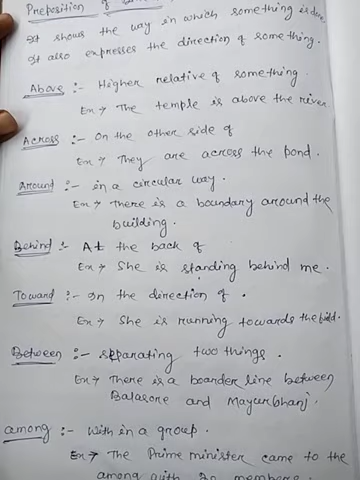 Preposition of
It shows the way in which something is done
It also expresses the direction of something.
Above :- Higher relative of something.
Ex → The temple is above the river
Across :- On the other side of
Ex → They are across the pond.
Around :- in a circular way.
Ex → There is a boundary around the
building.
Behind :- At the back of
Ex → She is standing behind me.
Toward :- In the direction of.
Ex → She is running towards the field.
Between :- separating two things.
Ex → There is a boarder line between
Balasore and Mayurbhanj.
among :- with in a group.
Ex → The Prime minister came to the
among with members